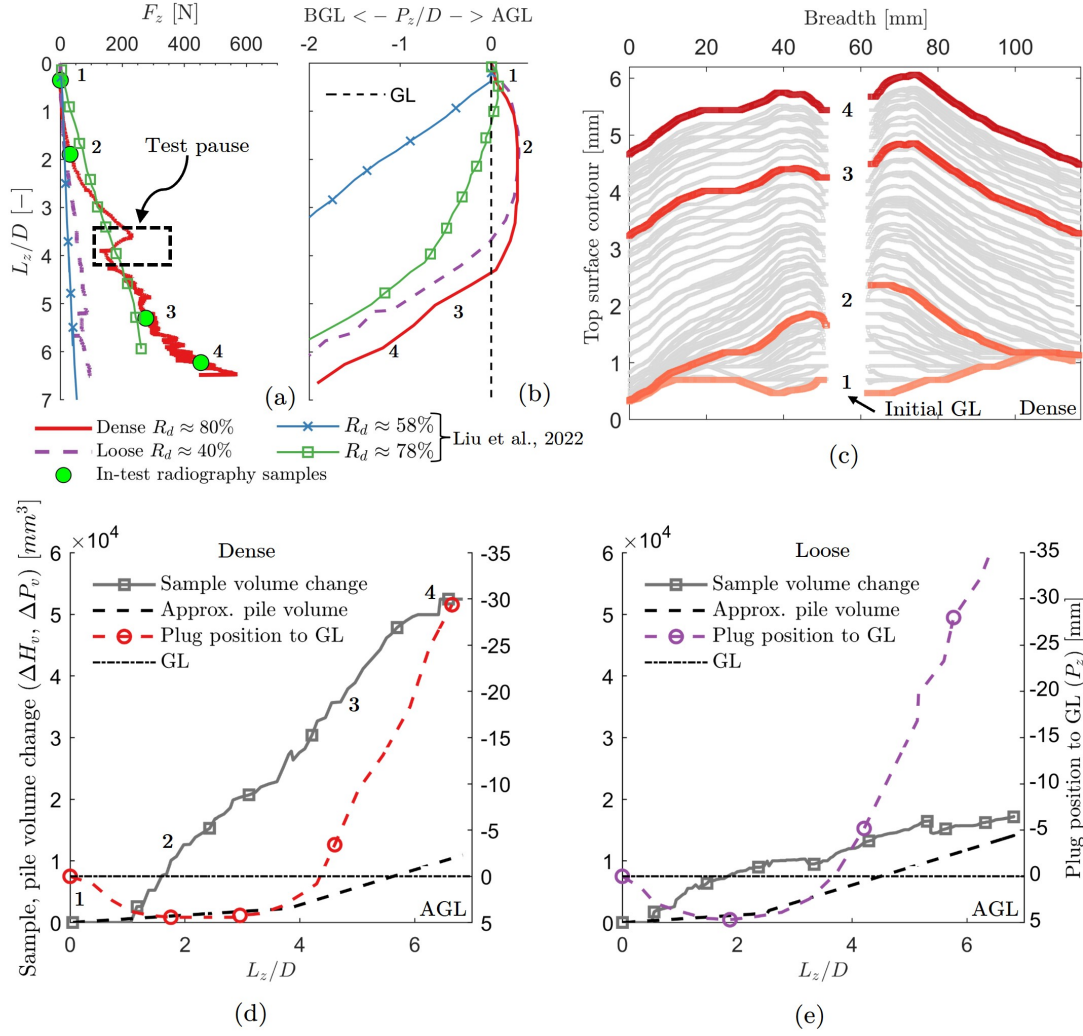 F_z [N]
0 200 400 600
0
1
2
3
4
5
6
7
L_z/D [−]
1
2
Test pause
3
4
(a)
BGL < − P_z/D − > AGL
-2 -1 0
1
GL
2
3
4
(b)
Dense R_d ≈ 80%
Loose R_d ≈ 40%
In-test radiography samples
R_d ≈ 58%
R_d ≈ 78%
Liu et al., 2022
Breadth [mm]
0 20 40 60 80 100
6
5
4
3
2
1
0
Top surface contour [mm]
4
3
2
1
Initial GL
Dense
(c)
Sample, pile volume change (ΔH_v, ΔP_v) [mm³]
×10⁴
6
5
4
3
2
1
0
Dense
Sample volume change
Approx. pile volume
Plug position to GL
GL
1
2
3
4
AGL
-35
-30
-25
-20
-15
-10
-5
0
5
0 2 4 6
L_z/D
(d)
×10⁴
6
5
4
3
2
1
0
Loose
Sample volume change
Approx. pile volume
Plug position to GL
GL
AGL
-35
-30
-25
-20
-15
-10
-5
0
5
Plug position to GL (P_z) [mm]
0 2 4 6
L_z/D
(e)